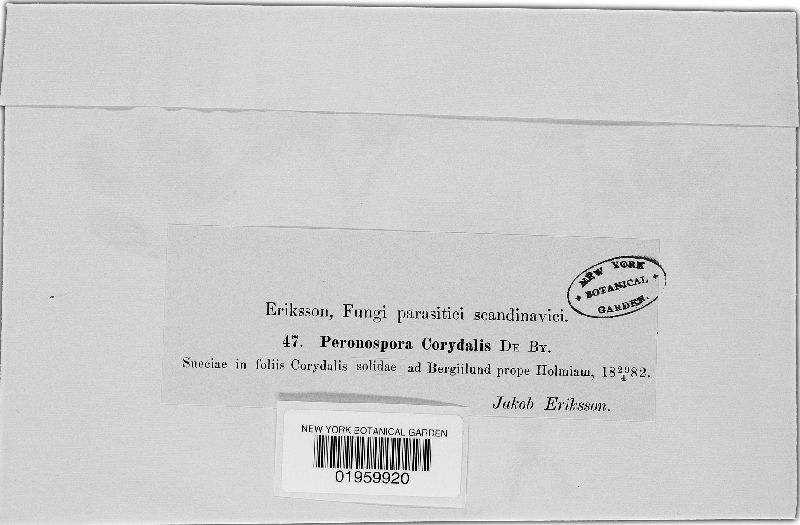 NEW YORK
BOTANICAL
GARDEN.
Eriksson, Fungi parasitici scandinavici.
47. Peronospora Corydalis DE BY.
Sueciae in foliis Corydalis solidae ad Bergiilund prope Holmiam, 18 29/4 82.
Jakob Eriksson.
NEW YORK BOTANICAL GARDEN
01959920